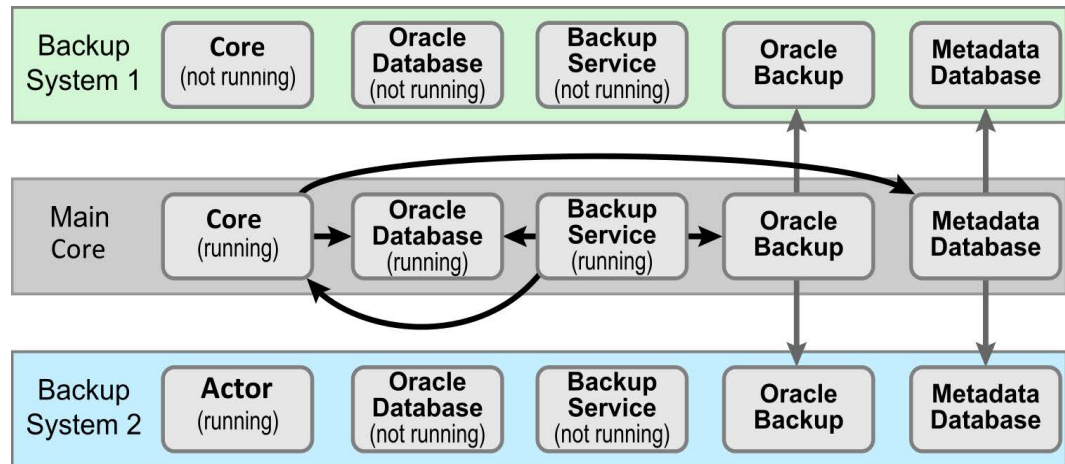 Backup
System 1
Core
(not running)
Oracle
Database
(not running)
Backup
Service
(not running)
Oracle
Backup
Metadata
Database
Main
Core
Core
(running)
Oracle
Database
(running)
Backup
Service
(running)
Oracle
Backup
Metadata
Database
Backup
System 2
Actor
(running)
Oracle
Database
(not running)
Backup
Service
(not running)
Oracle
Backup
Metadata
Database